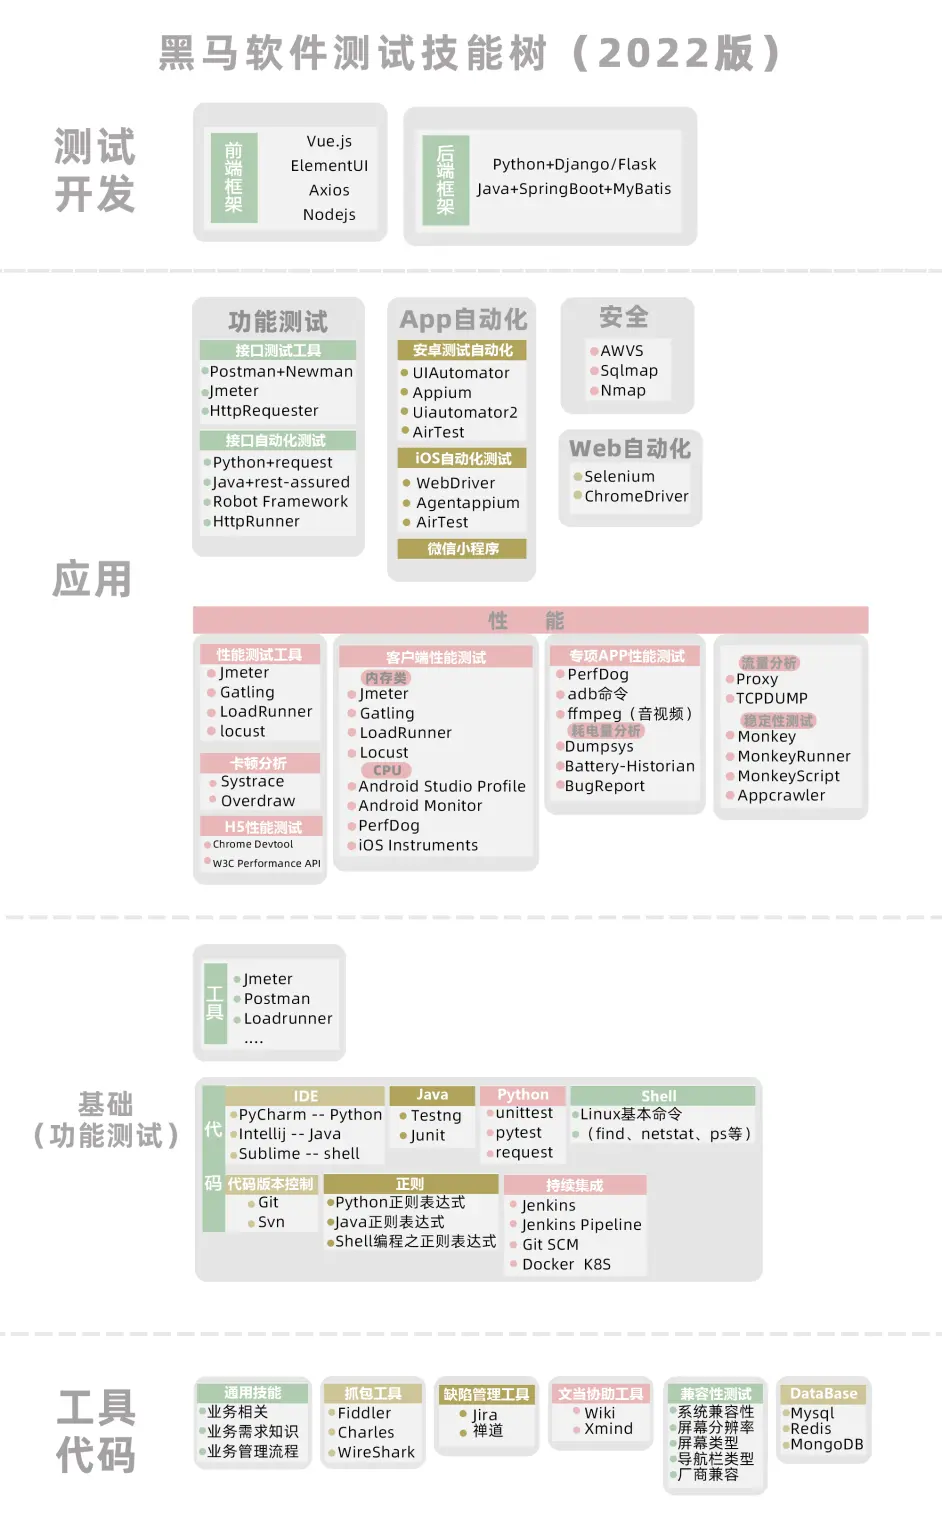 黑马软件测试技能树（2022版）
测试
开发
前端框架
Vue.js
ElementUI
Axios
Nodejs
后端框架
Python+Django/Flask
Java+SpringBoot+MyBatis
应用
功能测试
接口测试工具
Postman+Newman
Jmeter
HttpRequester
接口自动化测试
Python+request
Java+rest-assured
Robot Framework
HttpRunner
App自动化
安卓测试自动化
UIAutomator
Appium
Uiautomator2
AirTest
iOS自动化测试
WebDriver
Agentappium
AirTest
微信小程序
安全
AWVS
Sqlmap
Nmap
Web自动化
Selenium
ChromeDriver
性 能
性能测试工具
Jmeter
Gatling
LoadRunner
locust
卡顿分析
Systrace
Overdraw
H5性能测试
Chrome Devtool
W3C Performance API
客户端性能测试
内存类
Jmeter
Gatling
LoadRunner
Locust
CPU
Android Studio Profile
Android Monitor
PerfDog
iOS Instruments
专项APP性能测试
PerfDog
adb命令
ffmpeg（音视频）
耗电量分析
Dumpsys
Battery-Historian
BugReport
流量分析
Proxy
TCPDUMP
稳定性测试
Monkey
MonkeyRunner
MonkeyScript
Appcrawler
基础
（功能测试）
工具
Jmeter
Postman
Loadrunner
....
代码
IDE
PyCharm -- Python
Intellij -- Java
Sublime -- shell
Java
Testng
Junit
Python
unittest
pytest
request
Shell
Linux基本命令
（find、netstat、ps等）
代码版本控制
Git
Svn
正则
Python正则表达式
Java正则表达式
Shell编程之正则表达式
持续集成
Jenkins
Jenkins Pipeline
Git SCM
Docker K8S
工具
代码
通用技能
业务相关
业务需求知识
业务管理流程
抓包工具
Fiddler
Charles
WireShark
缺陷管理工具
Jira
禅道
文当协助工具
Wiki
Xmind
兼容性测试
系统兼容性
屏幕分辨率
屏幕类型
导航栏类型
厂商兼容
DataBase
Mysql
Redis
MongoDB